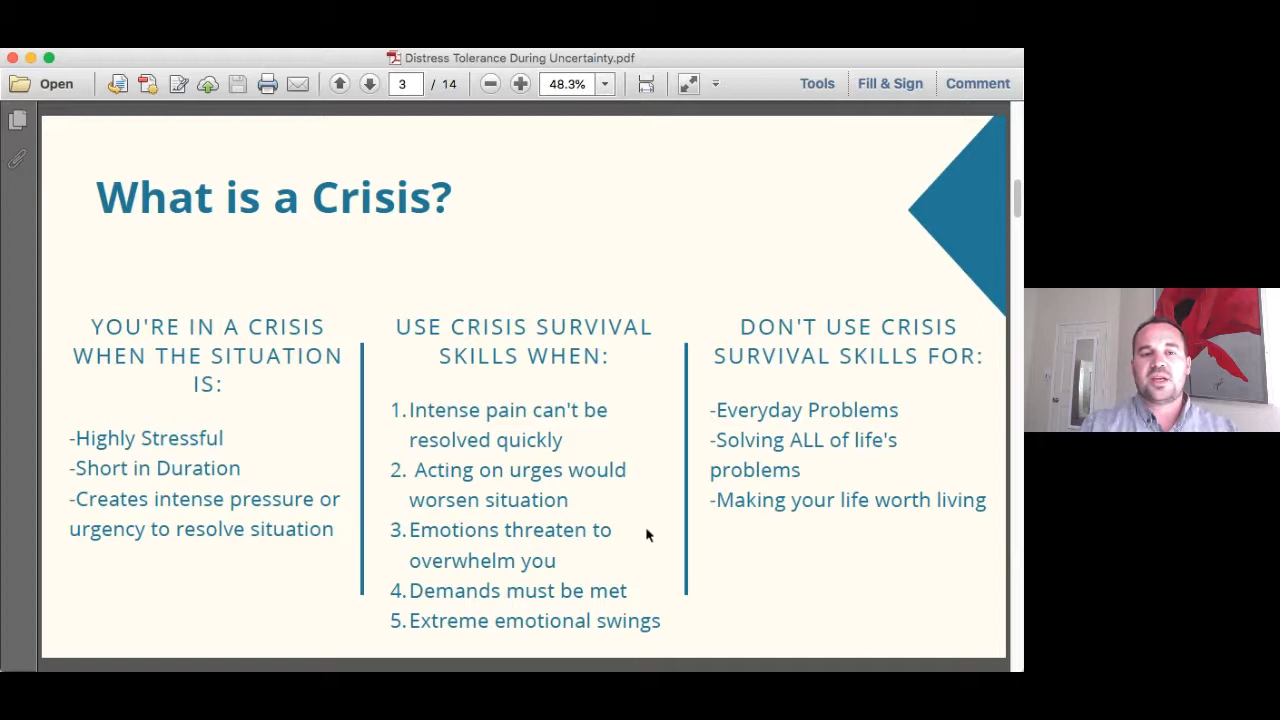 Distress Tolerance During Uncertainty.pdf
Open
3
/ 14
48.3%
Tools
Fill & Sign
Comment
What is a Crisis?
YOU'RE IN A CRISIS
WHEN THE SITUATION
IS:
-Highly Stressful
-Short in Duration
-Creates intense pressure or
urgency to resolve situation
USE CRISIS SURVIVAL
SKILLS WHEN:
1. Intense pain can't be
resolved quickly
2. Acting on urges would
worsen situation
3. Emotions threaten to
overwhelm you
4. Demands must be met
5. Extreme emotional swings
DON'T USE CRISIS
SURVIVAL SKILLS FOR:
-Everyday Problems
-Solving ALL of life's
problems
-Making your life worth living